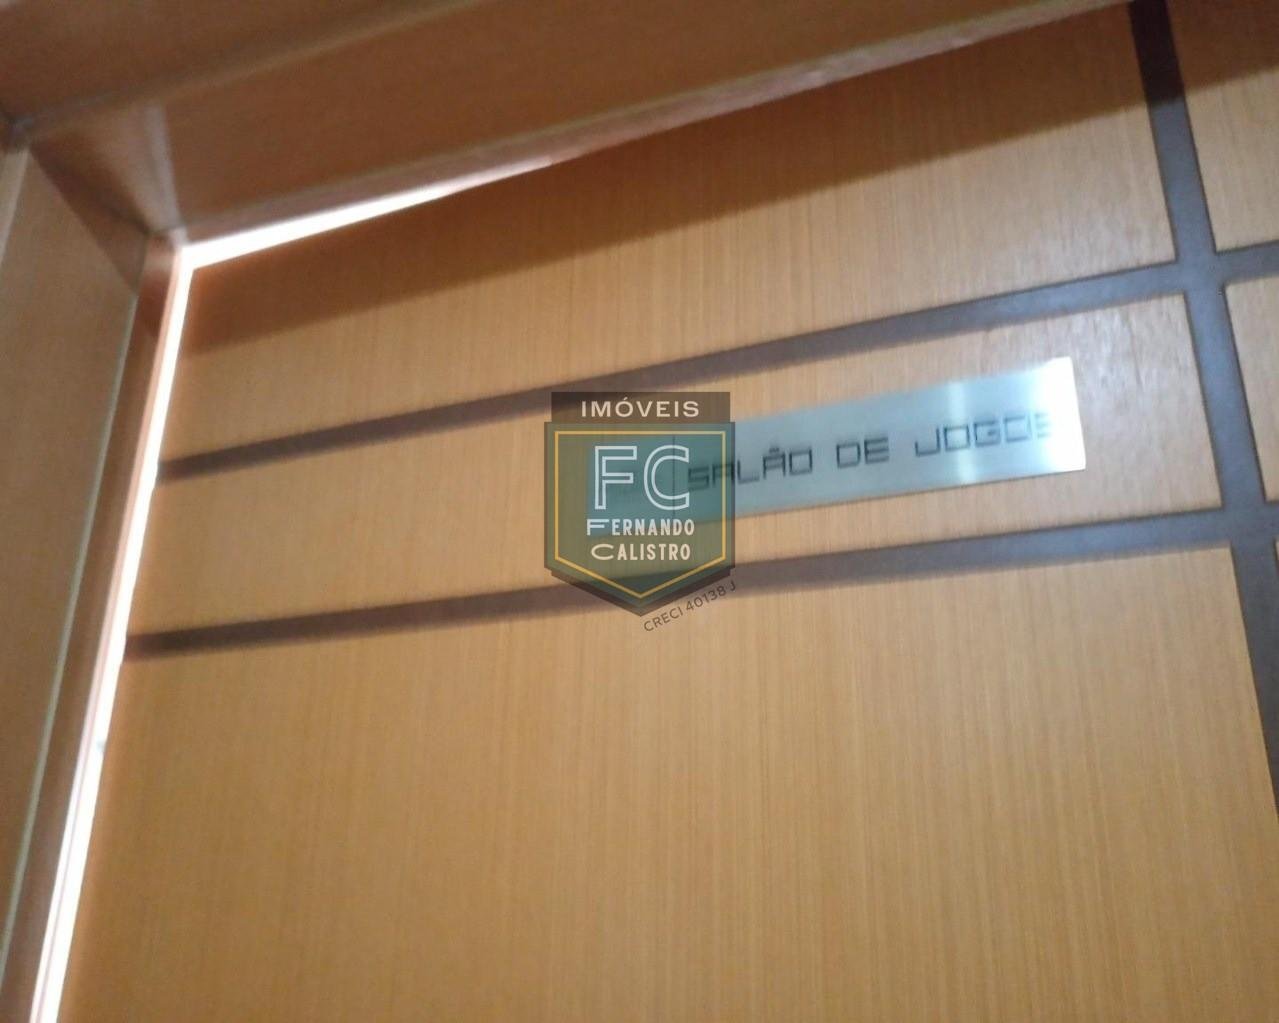 SALÃO DE JOGOS
IMÓVEIS
FC
FERNANDO
CALISTRO
CRECI 40138 J